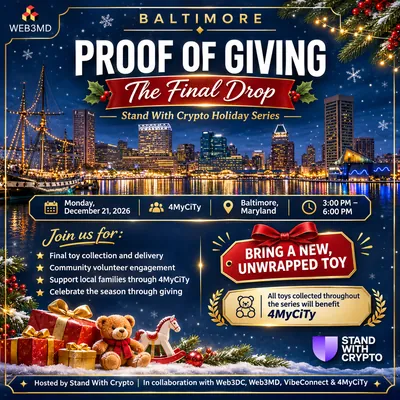 WEB3MD
BALTIMORE
PROOF OF GIVING
The Final Drop
Stand With Crypto Holiday Series
Monday,
December 21, 2026
4MyCiTy
Baltimore,
Maryland
3:00 PM –
6:00 PM
Join us for:
Final toy collection and delivery
Community volunteer engagement
Support local families through 4MyCiTy
Celebrate the season through giving
BRING A NEW,
UNWRAPPED TOY
All toys collected throughout
the series will benefit
4MyCiTy
STAND
WITH
CRYPTO
Hosted by Stand With Crypto | In collaboration with Web3DC, Web3MD, VibeConnect & 4MyCiTy